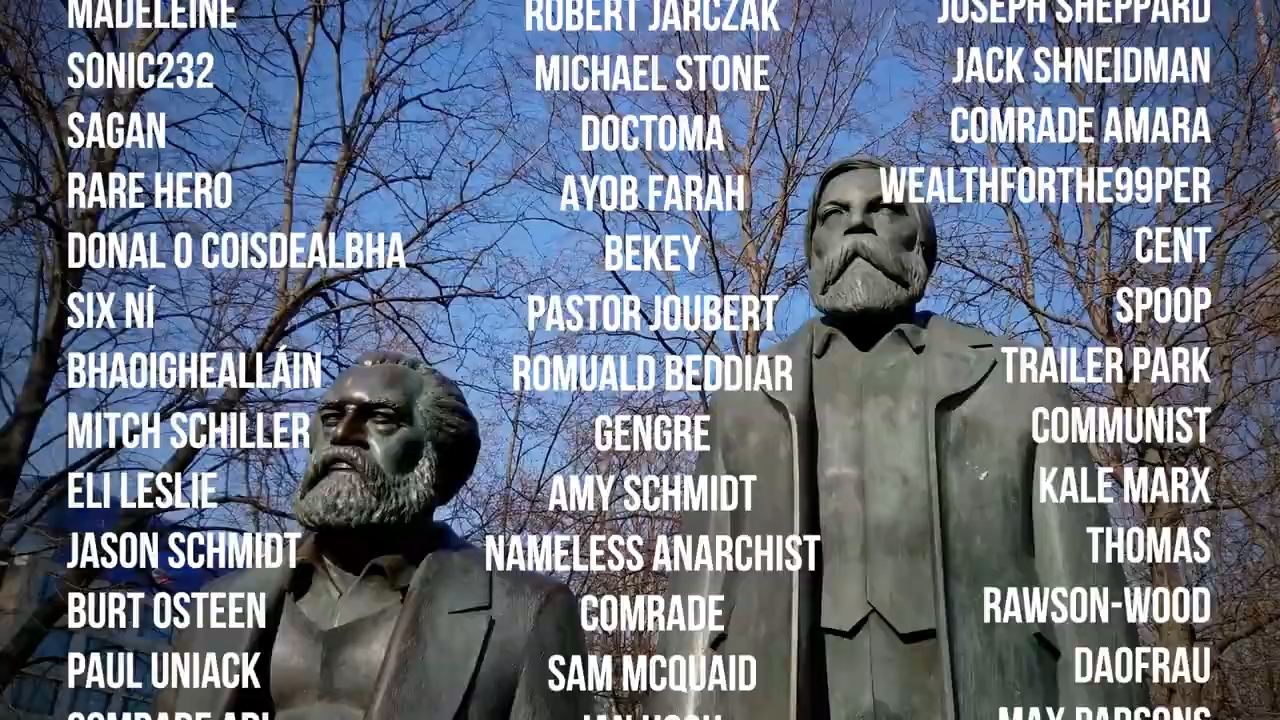 MADELEINE
SONIC232
SAGAN
RARE HERO
DONAL O COISDEALBHA
SIX NÍ
BHAOIGHEALLÁIN
MITCH SCHILLER
ELI LESLIE
JASON SCHMIDT
BURT OSTEEN
PAUL UNIACK
COMRADE
ROBERT JARCZAK
MICHAEL STONE
DOCTOMA
AYOB FARAH
BEKEY
PASTOR JOUBERT
ROMUALD BEDDIAR
GENGRE
AMY SCHMIDT
NAMELESS ANARCHIST
COMRADE
SAM MCQUAID
JOSEPH SHEPPARD
JACK SHNEIDMAN
COMRADE AMARA
WEALTHFORTHE99PER
CENT
SPOOP
TRAILER PARK
COMMUNIST
KALE MARX
THOMAS
RAWSON-WOOD
DAOFRAU
MAX PARSONS